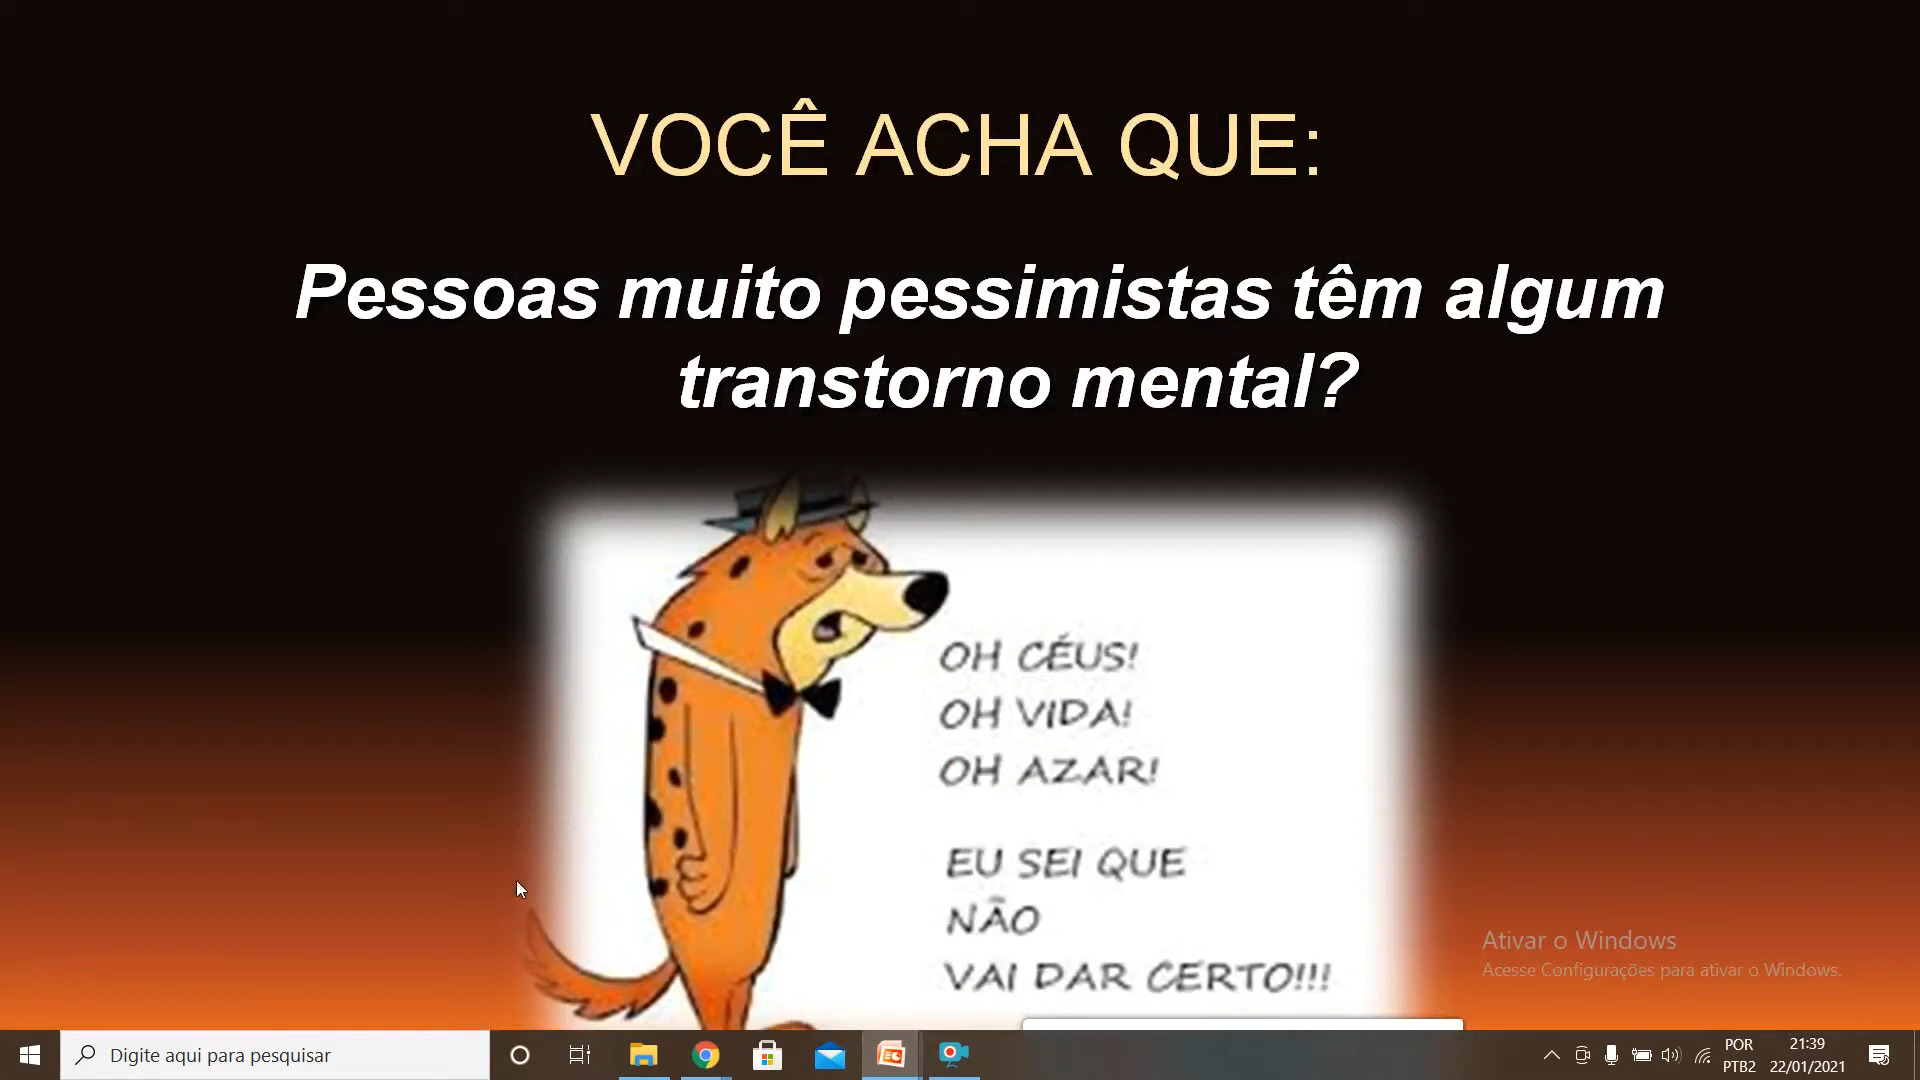 VOCÊ ACHA QUE:
Pessoas muito pessimistas têm algum
transtorno mental?
OH CÉUS!
OH VIDA!
OH AZAR!
EU SEI QUE
NÃO
VAI DAR CERTO!!!
Ativar o Windows
Acesse Configurações para ativar o Windows.
Digite aqui para pesquisar
POR
PTB2
21:39
22/01/2021